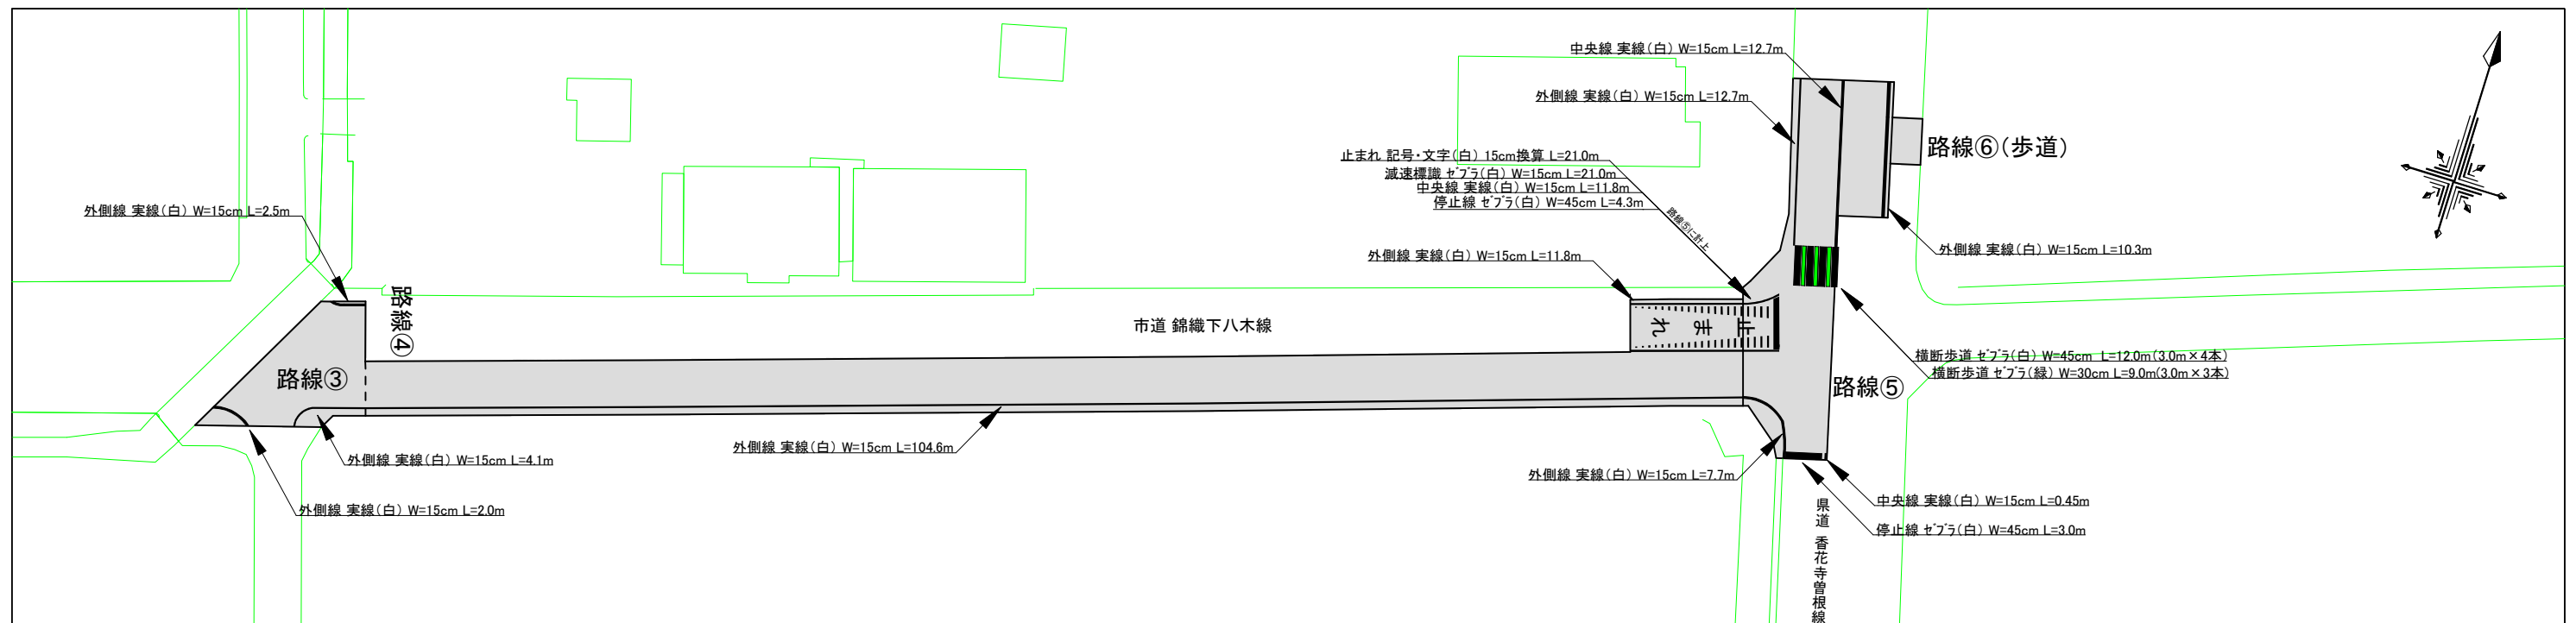 中央線 実線(白) W=15cm L=12.7m
外側線 実線(白) W=15cm L=12.7m
路線⑥(歩道)
止まれ 記号・文字(白) 15cm換算 L=21.0m
減速標識 ゼブラ(白) W=15cm L=21.0m
中央線 実線(白) W=15cm L=11.8m
停止線 ゼブラ(白) W=45cm L=4.3m
路線⑤に計上
外側線 実線(白) W=15cm L=2.5m
外側線 実線(白) W=15cm L=10.3m
外側線 実線(白) W=15cm L=11.8m
路線④
市道 錦織下八木線
止まれ
横断歩道 ゼブラ(白) W=45cm L=12.0m(3.0m×4本)
横断歩道 ゼブラ(緑) W=30cm L=9.0m(3.0m×3本)
路線③
路線⑤
外側線 実線(白) W=15cm L=104.6m
外側線 実線(白) W=15cm L=4.1m
外側線 実線(白) W=15cm L=7.7m
外側線 実線(白) W=15cm L=2.0m
中央線 実線(白) W=15cm L=0.45m
停止線 ゼブラ(白) W=45cm L=3.0m
県道 香花寺曽根線